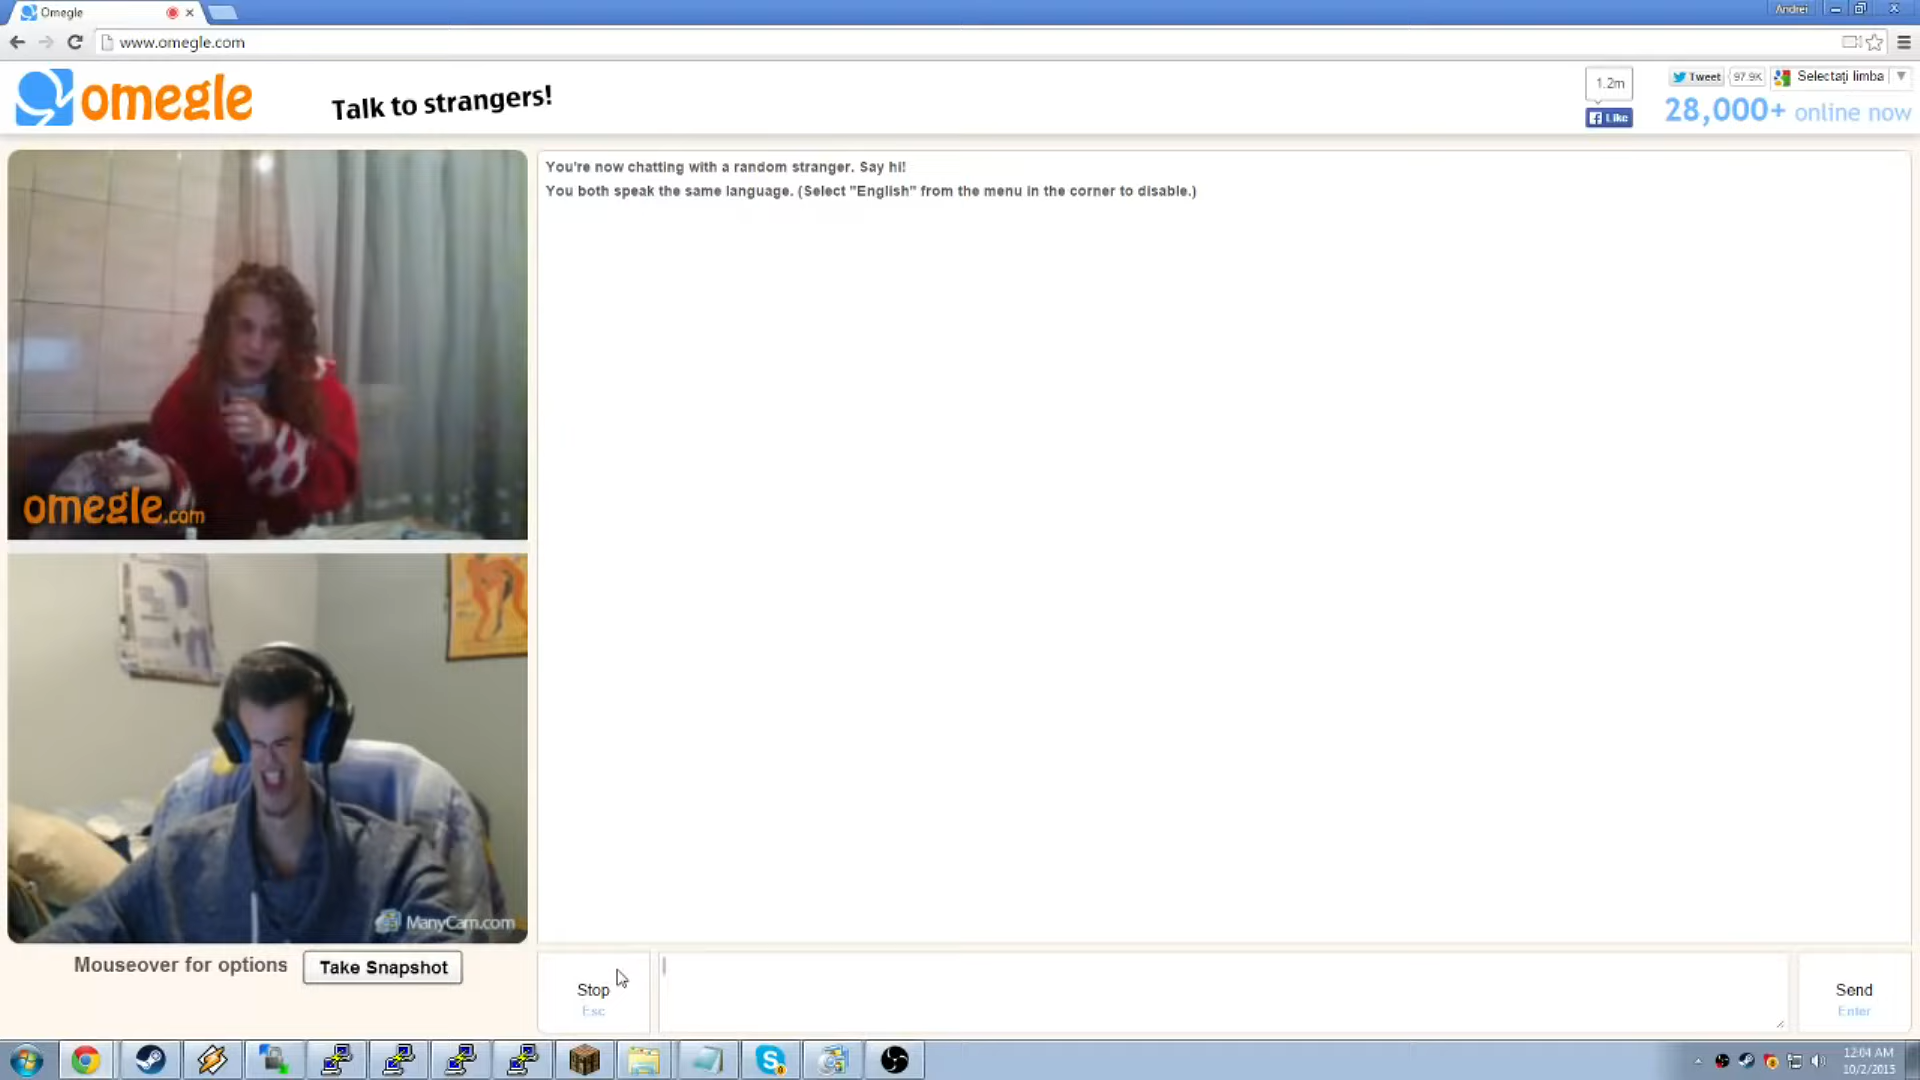 Omegle
Andrei
www.omegle.com
omegle
Talk to strangers!
1.2m
Like
Tweet
97.9K
Selectați limba
28,000+ online now
You're now chatting with a random stranger. Say hi!
You both speak the same language. (Select "English" from the menu in the corner to disable.)
omegle.com
ManyCam.com
Mouseover for options
Take Snapshot
Stop
Esc
Send
Enter
12:04 AM
10/2/2015